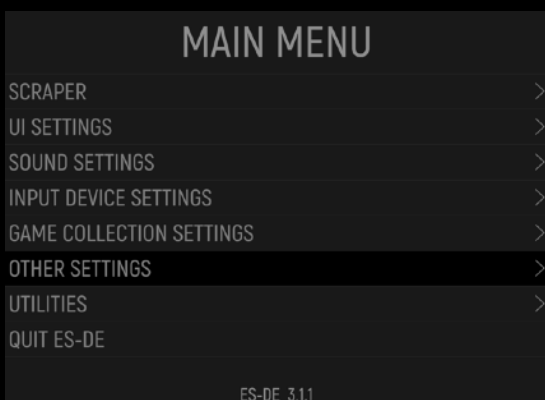 MAIN MENU
SCRAPER
UI SETTINGS
SOUND SETTINGS
INPUT DEVICE SETTINGS
GAME COLLECTION SETTINGS
OTHER SETTINGS
UTILITIES
QUIT ES-DE
ES-DE 3.1.1